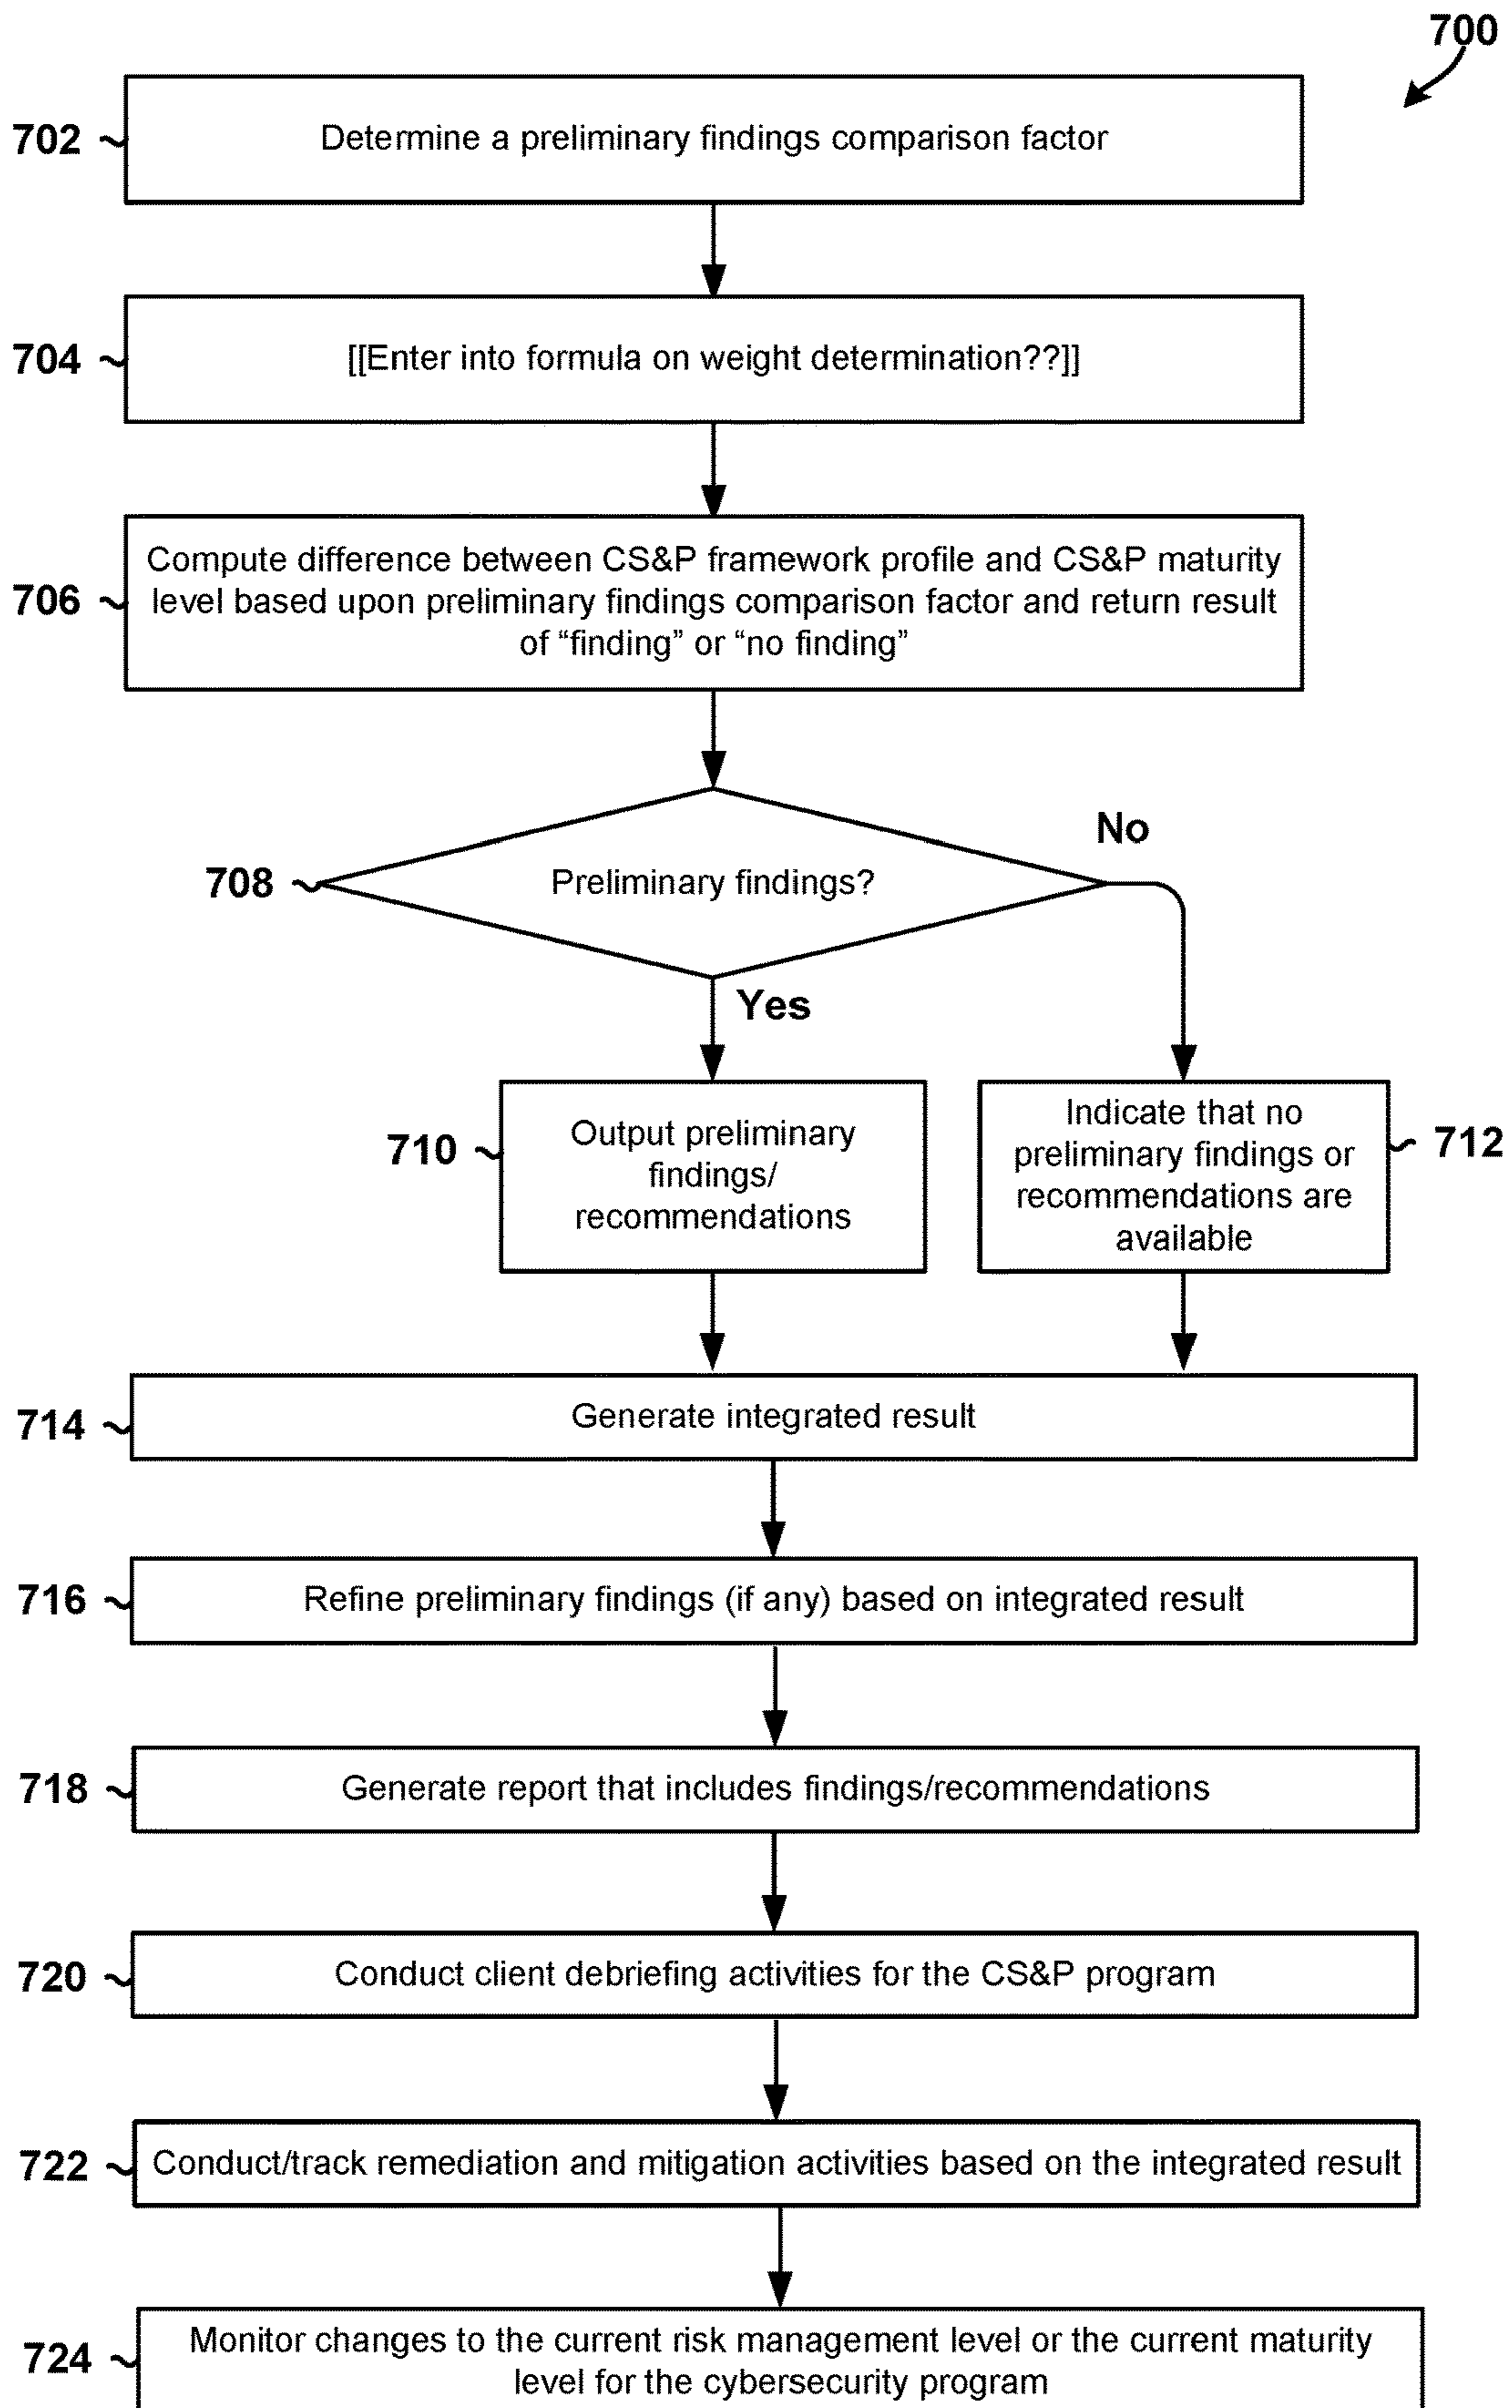 700
702
Determine a preliminary findings comparison factor
704
[[Enter into formula on weight determination??]]
706
Compute difference between CS&P framework profile and CS&P maturity
level based upon preliminary findings comparison factor and return result
of “finding” or “no finding”
708
Preliminary findings?
No
Yes
710
Output preliminary
findings/
recommendations
Indicate that no
preliminary findings or
recommendations are
available
712
714
Generate integrated result
716
Refine preliminary findings (if any) based on integrated result
718
Generate report that includes findings/recommendations
720
Conduct client debriefing activities for the CS&P program
722
Conduct/track remediation and mitigation activities based on the integrated result
724
Monitor changes to the current risk management level or the current maturity
level for the cybersecurity program